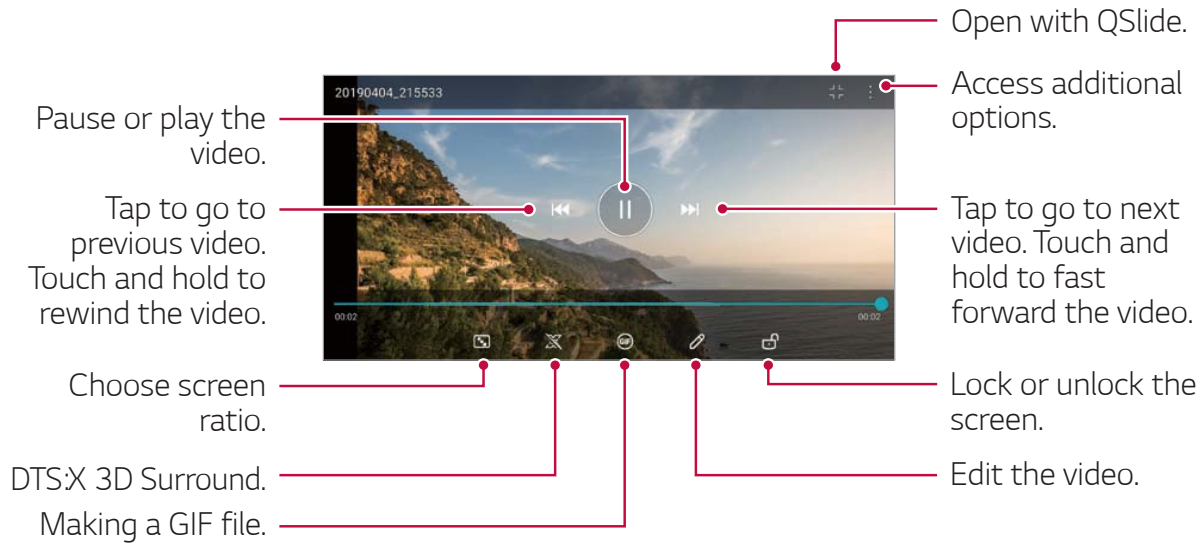 Open with QSlide.
Access additional
options.
20190404_215533
Pause or play the
video.
Tap to go to
previous video.
Touch and hold to
rewind the video.
Tap to go to next
video. Touch and
hold to fast
forward the video.
00:02
00:02
GIF
Choose screen
ratio.
Lock or unlock the
screen.
DTS:X 3D Surround.
Edit the video.
Making a GIF file.